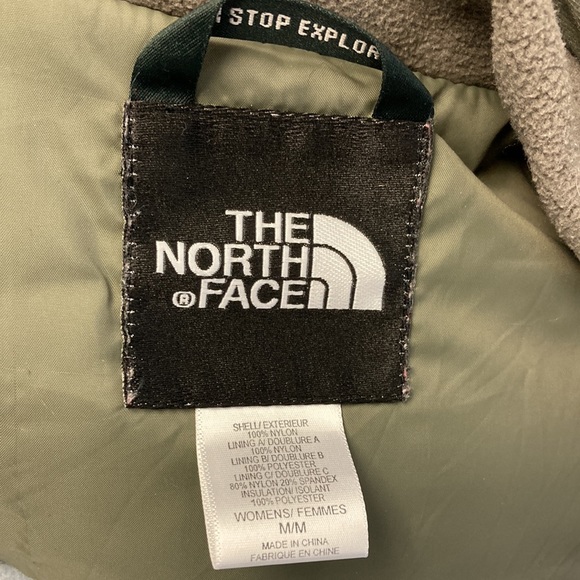 STOP EXPLOR
THE
NORTH
® FACE
SHELL/ EXTERIEUR
100% NYLON
LINING A/ DOUBLURE A
100% NYLON
LINING B/ DOUBLURE B
100% POLYESTER
LINING C/ DOUBLURE C
80% NYLON 20% SPANDEX
INSULATION/ ISOLANT
100% POLYESTER
WOMENS/ FEMMES
M/M
MADE IN CHINA
FABRIQUE EN CHINE